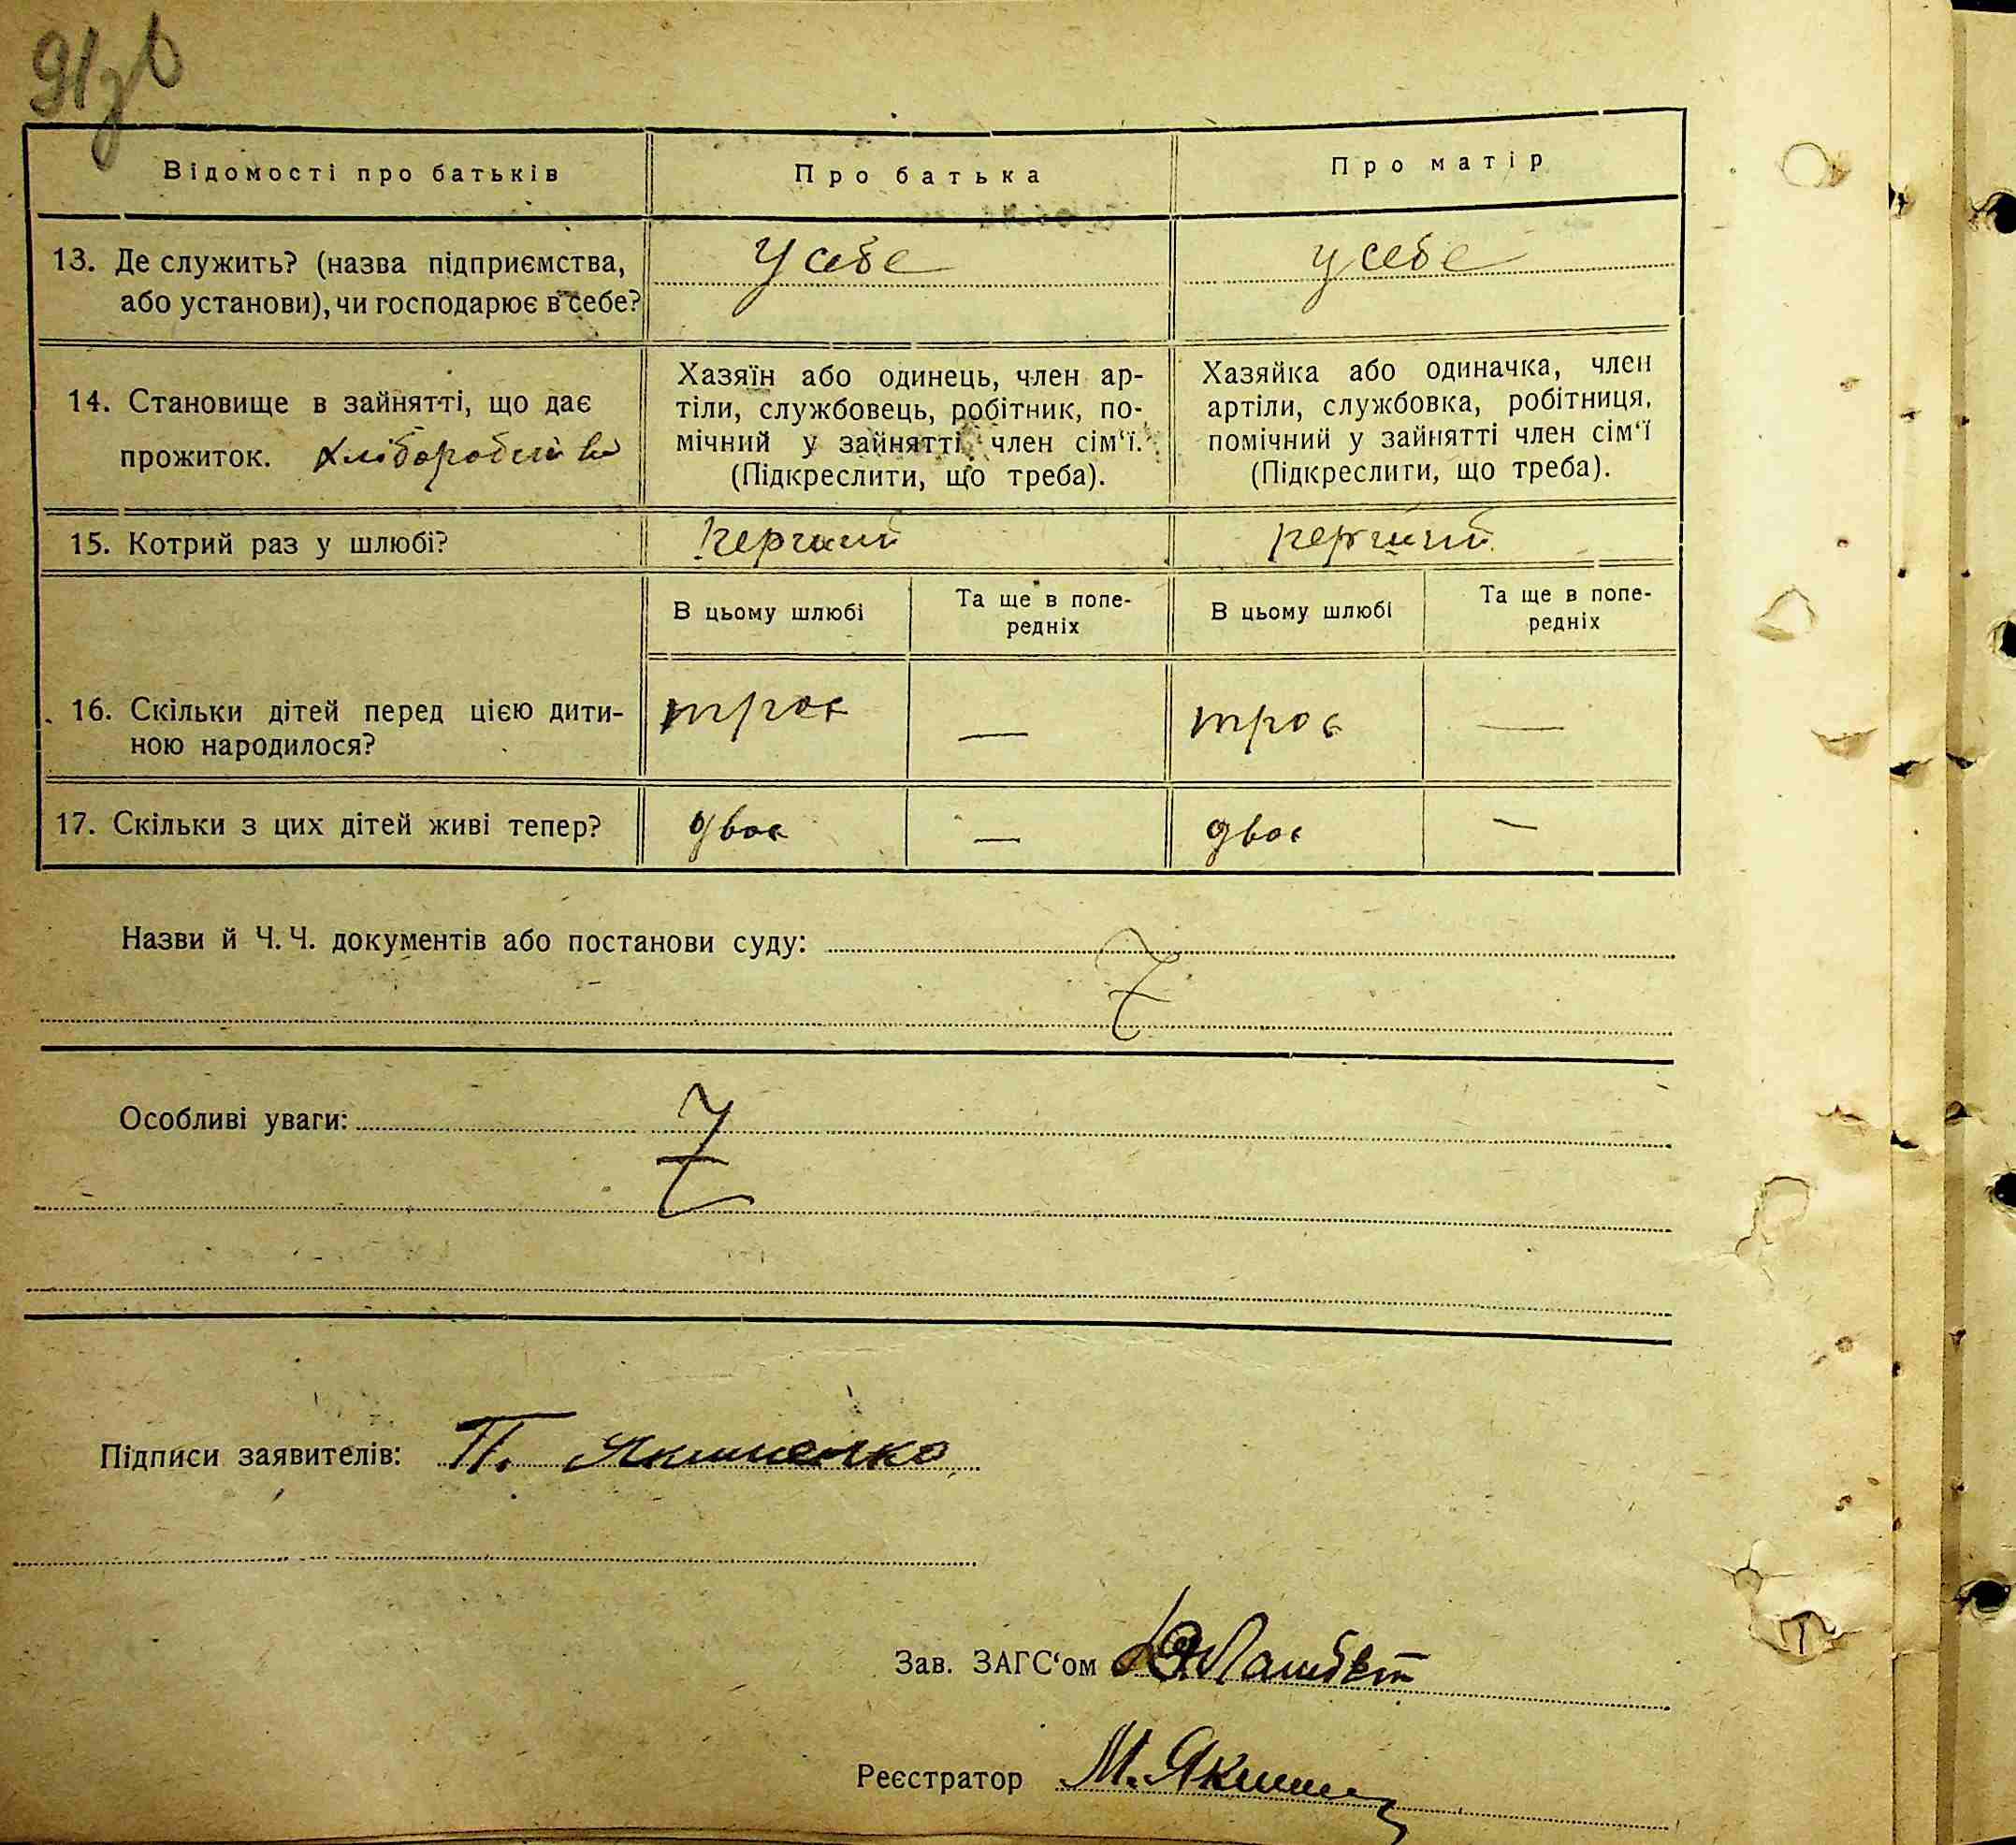 91зв
Відомості про батьків
Про батька
Про матір
13. Де служить? (назва підприємства,
або установи), чи господарює в себе?
У себе
у себе
14. Становище в зайнятті, що дає
прожиток. хліборобство
Хазяїн або одинець, член ар-
тіли, службовець, робітник, по-
мічний у зайнятті член сім‘ї.
(Підкреслити, що треба).
Хазяйка або одиначка, член
артіли, службовка, робітниця,
помічний у зайнятті член сім‘ї
(Підкреслити, що треба).
15. Котрий раз у шлюбі?
перший
перший
В цьому шлюбі
Та ще в попе-
редніх
В цьому шлюбі
Та ще в попе-
редніх
16. Скільки дітей перед цією дити-
ною народилося?
троє
—
троє
—
17. Скільки з цих дітей живі тепер?
двоє
—
двоє
—
Назви й Ч. Ч. документів або постанови суду:
Особливі уваги:
Підписи заявителів: П. Якименко
Зав. ЗАГС‘ом
Реєстратор М.